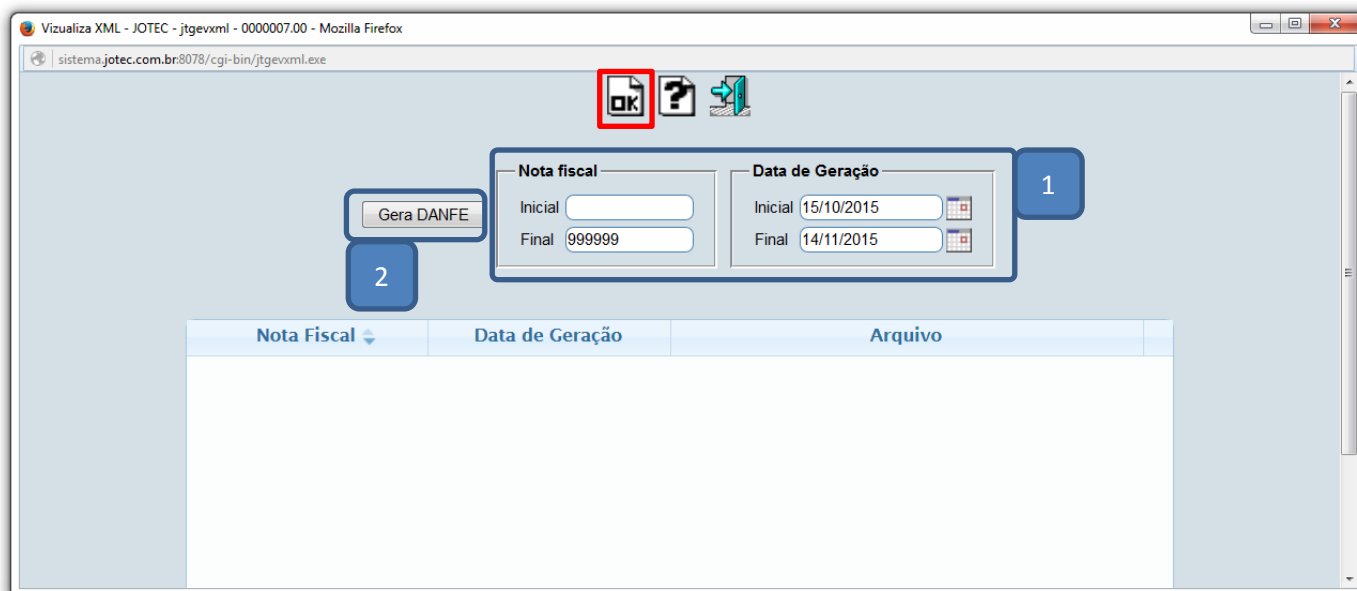 Vizualiza XML - JOTEC - jtgevxml - 0000007.00 - Mozilla Firefox
sistema.jotec.com.br:8078/cgi-bin/jtgevxml.exe
OK ?
Nota fiscal Data de Geração 1
Inicial Inicial 15/10/2015
Gera DANFE
Final 999999 Final 14/11/2015
2
Nota Fiscal Data de Geração Arquivo